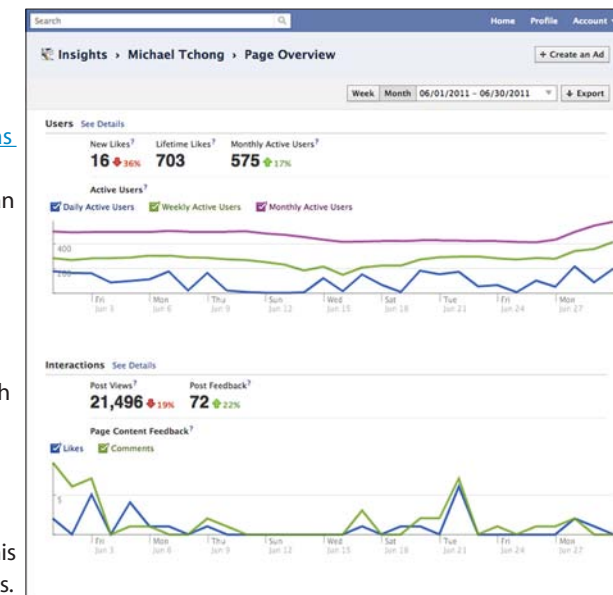 Search
Home Profile Account
Insights › Michael Tchong › Page Overview
+ Create an Ad
Week Month 06/01/2011 - 06/30/2011 Export
Users See Details
New Likes? Lifetime Likes? Monthly Active Users?
16 36% 703 575 17%
Active Users?
Daily Active Users Weekly Active Users Monthly Active Users
400
200
Fri Mon Thu Sun Wed Sat Tue Fri Mon
Jun 3 Jun 6 Jun 9 Jun 12 Jun 15 Jun 18 Jun 21 Jun 24 Jun 27
Interactions See Details
Post Views? Post Feedback?
21,496 19% 72 22%
Page Content Feedback?
Likes Comments
5
Fri Mon Thu Sun Wed Sat Tue Fri Mon
Jun 3 Jun 6 Jun 9 Jun 12 Jun 15 Jun 18 Jun 21 Jun 24 Jun 27
s.